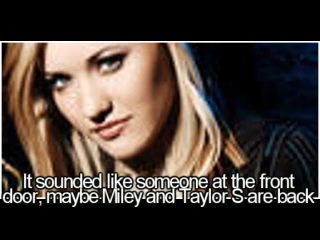 It sounded like someone at the front
door, maybe Miley and Taylor S are back-